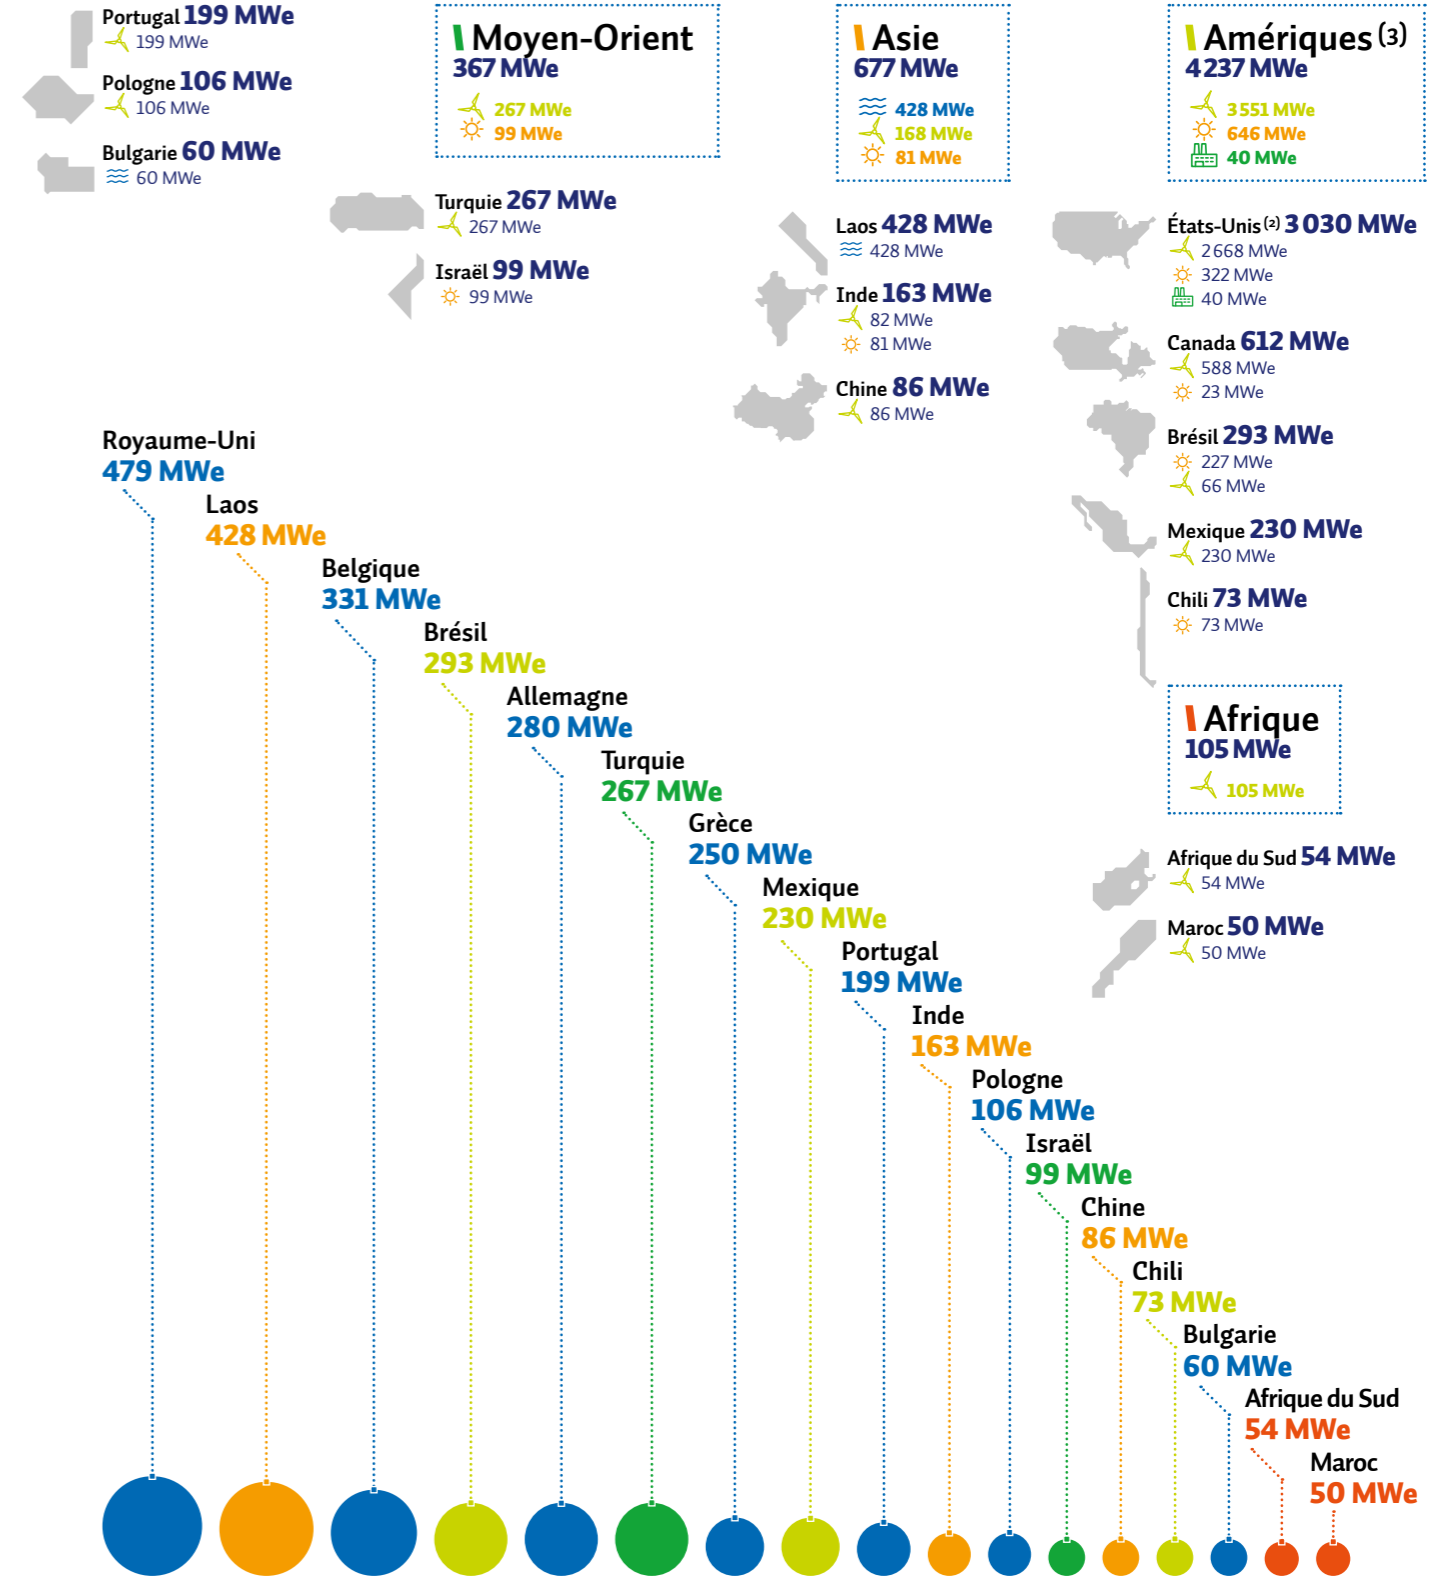 Portugal 199 MWe
199 MWe
Pologne 106 MWe
106 MWe
Bulgarie 60 MWe
60 MWe
Moyen-Orient
367 MWe
267 MWe
99 MWe
Turquie 267 MWe
267 MWe
Israël 99 MWe
99 MWe
Asie
677 MWe
428 MWe
168 MWe
81 MWe
Laos 428 MWe
428 MWe
Inde 163 MWe
82 MWe
81 MWe
Chine 86 MWe
86 MWe
Amériques (3)
4 237 MWe
3 551 MWe
646 MWe
40 MWe
États-Unis (2) 3 030 MWe
2 668 MWe
322 MWe
40 MWe
Canada 612 MWe
588 MWe
23 MWe
Brésil 293 MWe
227 MWe
66 MWe
Mexique 230 MWe
230 MWe
Chili 73 MWe
73 MWe
Afrique
105 MWe
105 MWe
Afrique du Sud 54 MWe
54 MWe
Maroc 50 MWe
50 MWe
Royaume-Uni
479 MWe
Laos
428 MWe
Belgique
331 MWe
Brésil
293 MWe
Allemagne
280 MWe
Turquie
267 MWe
Grèce
250 MWe
Mexique
230 MWe
Portugal
199 MWe
Inde
163 MWe
Pologne
106 MWe
Israël
99 MWe
Chine
86 MWe
Chili
73 MWe
Bulgarie
60 MWe
Afrique du Sud
54 MWe
Maroc
50 MWe